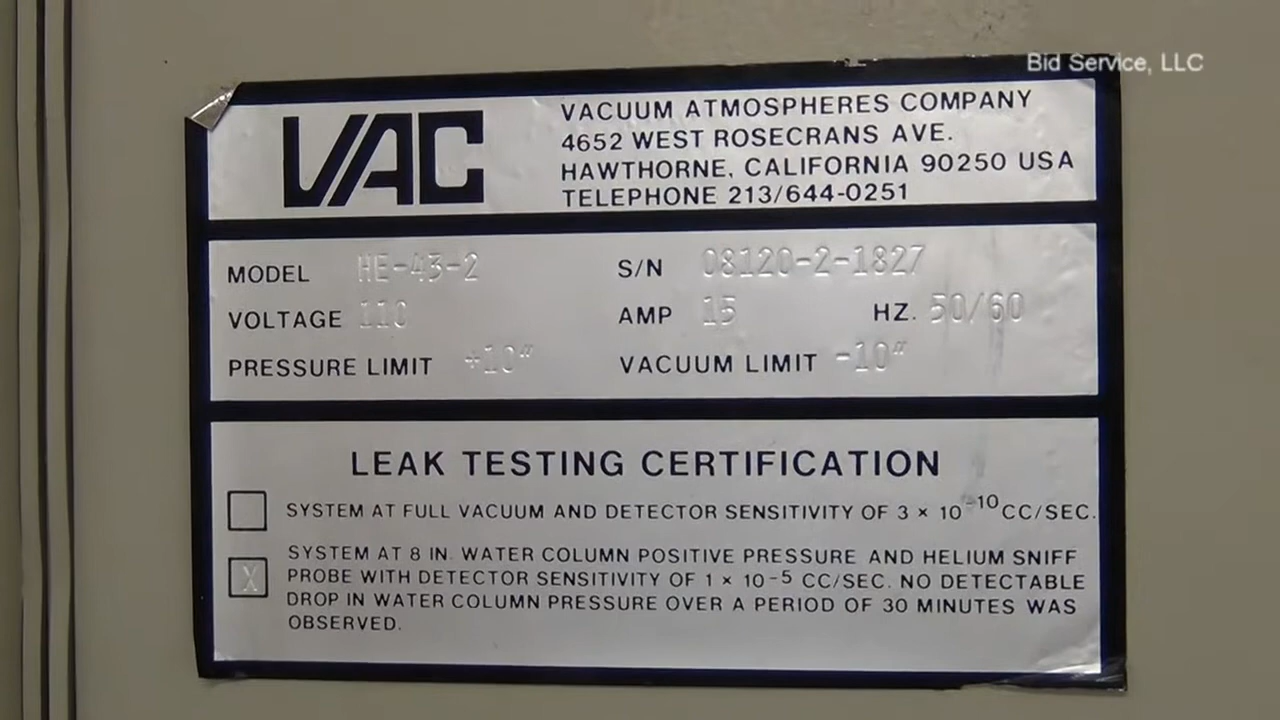 Bid Service, LLC
VAC
VACUUM ATMOSPHERES COMPANY
4652 WEST ROSECRANS AVE.
HAWTHORNE, CALIFORNIA 90250 USA
TELEPHONE 213/644-0251
MODEL HE-43-2 S/N 08120-2-1827
VOLTAGE 110 AMP 15 HZ. 50/60
PRESSURE LIMIT +10" VACUUM LIMIT -10"
LEAK TESTING CERTIFICATION
SYSTEM AT FULL VACUUM AND DETECTOR SENSITIVITY OF 3 × 10⁻¹⁰ CC/SEC.
SYSTEM AT 8 IN. WATER COLUMN POSITIVE PRESSURE AND HELIUM SNIFF
X PROBE WITH DETECTOR SENSITIVITY OF 1 × 10⁻⁵ CC/SEC. NO DETECTABLE
DROP IN WATER COLUMN PRESSURE OVER A PERIOD OF 30 MINUTES WAS
OBSERVED.